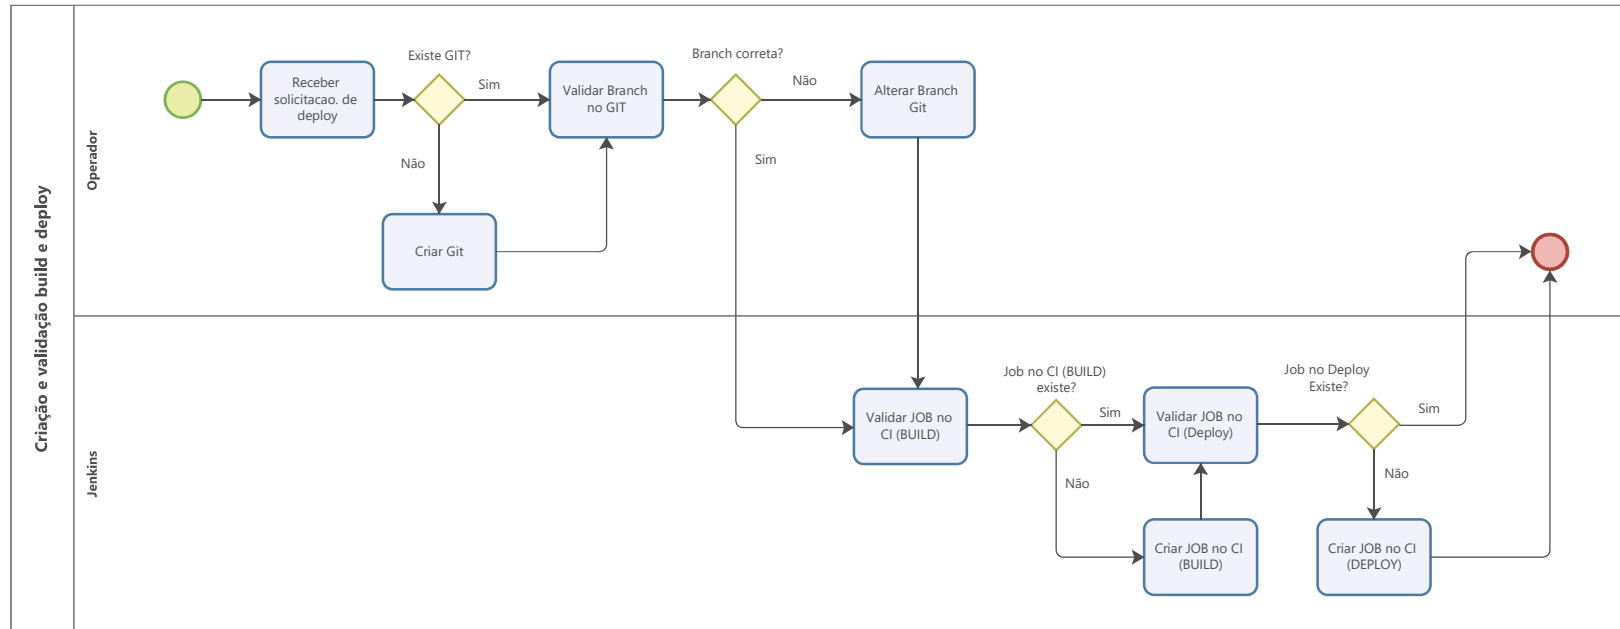 Criação e validação build e deploy
Operador
Existe GIT?
Branch correta?
Receber
solicitacao. de
deploy
Sim
Validar Branch
no GIT
Não
Alterar Branch
Git
Não
Sim
Criar Git
Jenkins
Job no CI (BUILD)
existe?
Job no Deploy
Existe?
Validar JOB no
CI (BUILD)
Sim
Validar JOB no
CI (Deploy)
Sim
Não
Não
Criar JOB no CI
(BUILD)
Criar JOB no CI
(DEPLOY)